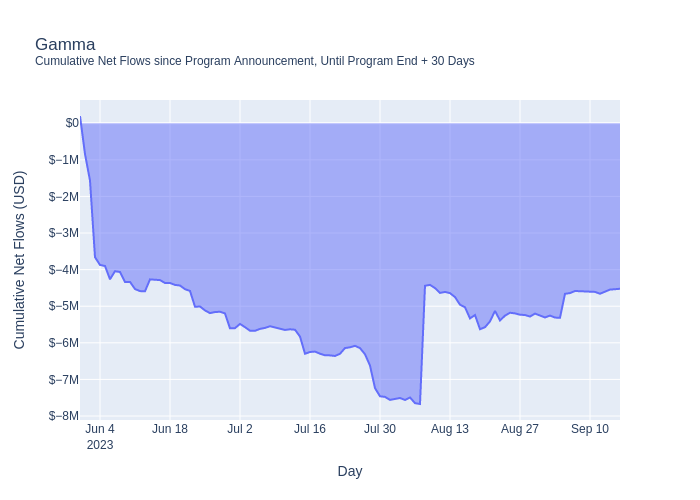 Gamma
Cumulative Net Flows since Program Announcement, Until Program End + 30 Days
Cumulative Net Flows (USD)
$0
$−1M
$−2M
$−3M
$−4M
$−5M
$−6M
$−7M
$−8M
Jun 4
2023
Jun 18
Jul 2
Jul 16
Jul 30
Aug 13
Aug 27
Sep 10
Day